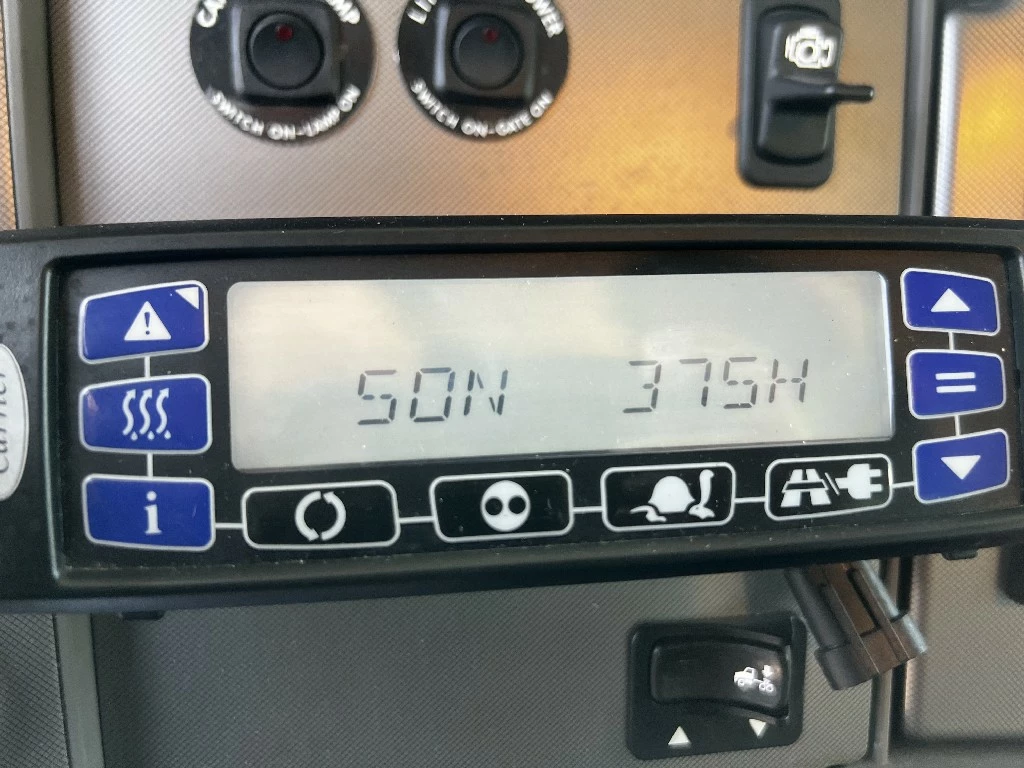 SWITCH ON-LAMP ON
SWITCH ON-GATE ON
SON 375H
i